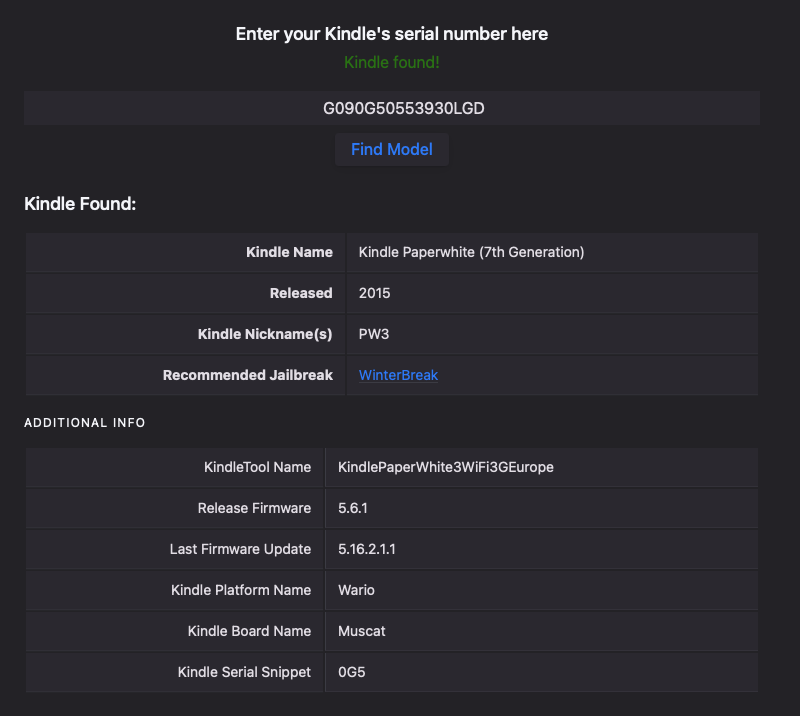 Enter your Kindle's serial number here
Kindle found!
G090G50553930LGD
Find Model
Kindle Found:
Kindle Name Kindle Paperwhite (7th Generation)
Released 2015
Kindle Nickname(s) PW3
Recommended Jailbreak WinterBreak
ADDITIONAL INFO
KindleTool Name KindlePaperWhite3WiFi3GEurope
Release Firmware 5.6.1
Last Firmware Update 5.16.2.1.1
Kindle Platform Name Wario
Kindle Board Name Muscat
Kindle Serial Snippet 0G5